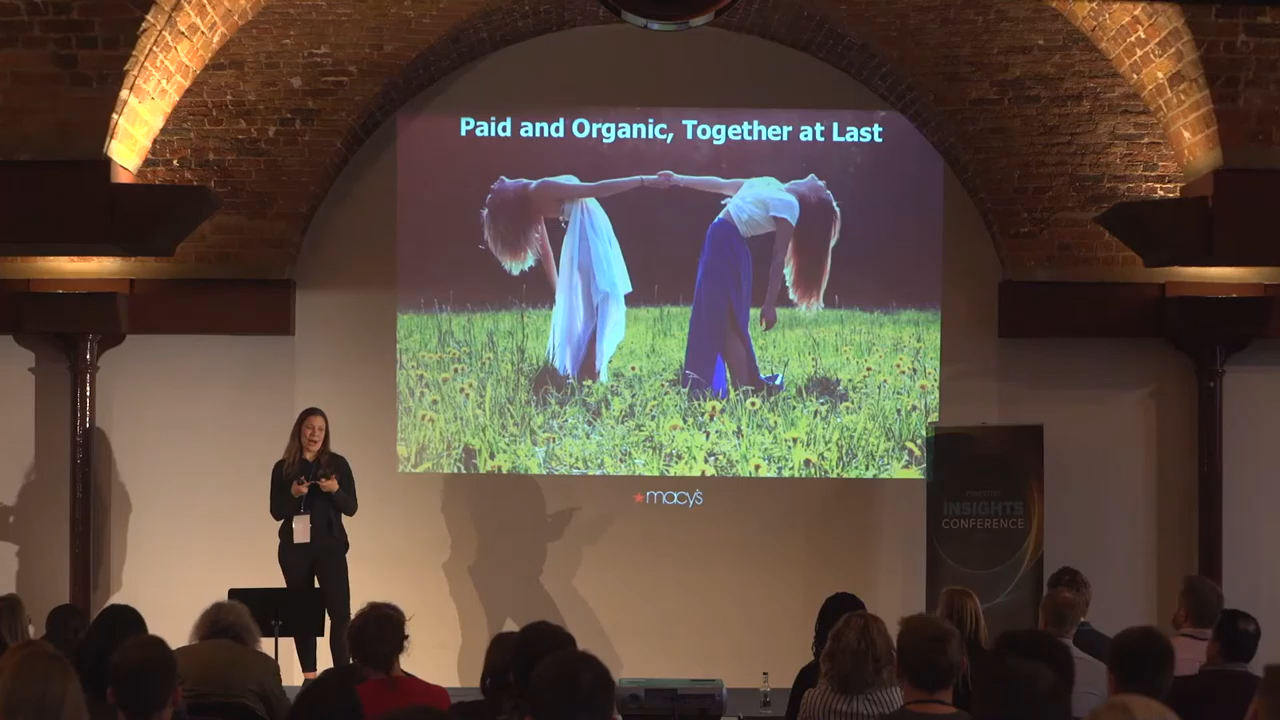 Paid and Organic, Together at Last
macy's
INSIGHTS
CONFERENCE